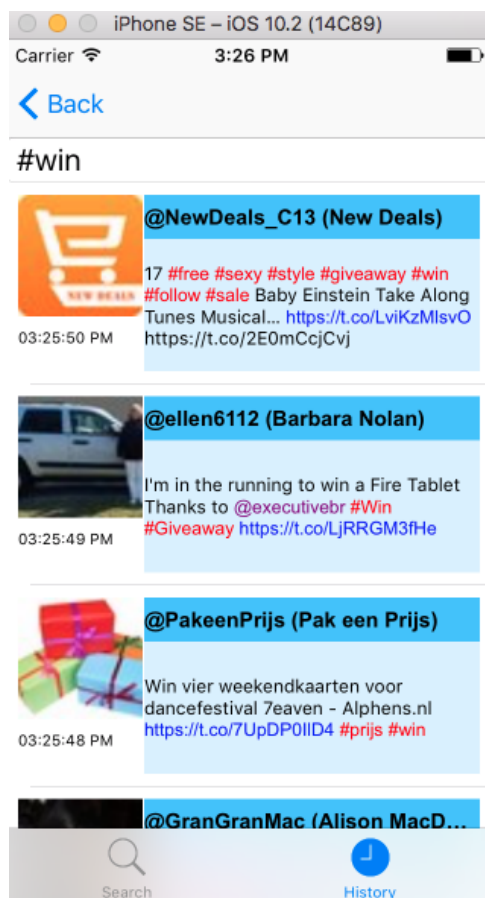 iPhone SE – iOS 10.2 (14C89)
Carrier 3:26 PM
Back
#win
NEW DEALS
@NewDeals_C13 (New Deals)
17 #free #sexy #style #giveaway #win
#follow #sale Baby Einstein Take Along
Tunes Musical... https://t.co/LviKzMlsvO
https://t.co/2E0mCcjCvj
03:25:50 PM
@ellen6112 (Barbara Nolan)
I'm in the running to win a Fire Tablet
Thanks to @executivebr #Win
#Giveaway https://t.co/LjRRGM3fHe
03:25:49 PM
@PakeenPrijs (Pak een Prijs)
Win vier weekendkaarten voor
dancefestival 7eaven - Alphens.nl
https://t.co/7UpDP0IlD4 #prijs #win
03:25:48 PM
@GranGranMac (Alison MacD...
Search
History